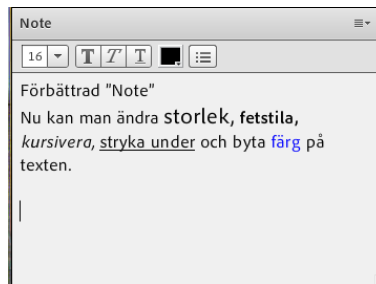 Note
16 T T T
Förbättrad "Note"
Nu kan man ändra storlek, fetstila,
kursivera, stryka under och byta färg på
texten.